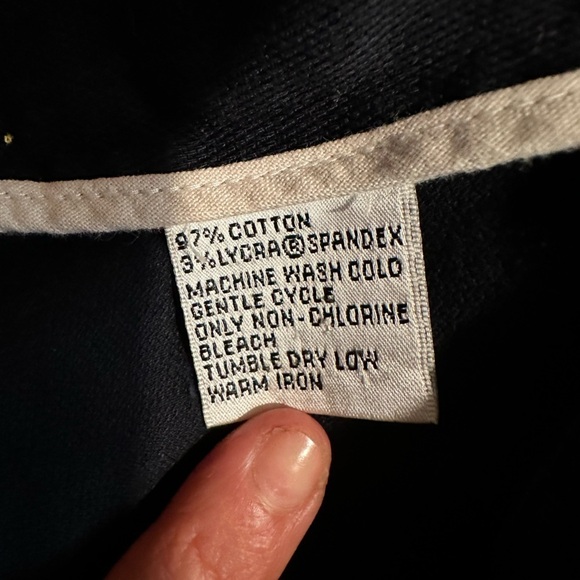 97% COTTON
3% LYCRA® SPANDEX
MACHINE WASH COLD
GENTLE CYCLE
ONLY NON-CHLORINE
BLEACH
TUMBLE DRY LOW
WARM IRON